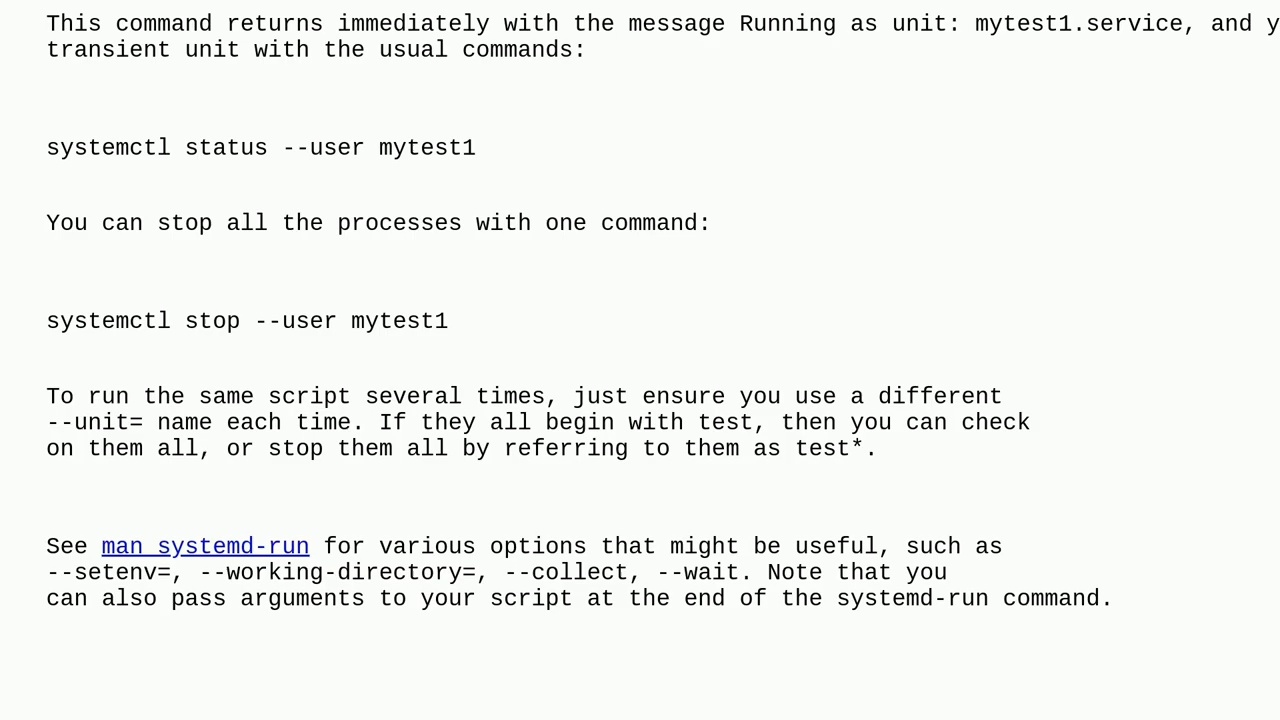 This command returns immediately with the message Running as unit: mytest1.service, and
transient unit with the usual commands:
systemctl status --user mytest1
You can stop all the processes with one command:
systemctl stop --user mytest1
To run the same script several times, just ensure you use a different
--unit= name each time. If they all begin with test, then you can check
on them all, or stop them all by referring to them as test*.
See man systemd-run for various options that might be useful, such as
--setenv=, --working-directory=, --collect, --wait. Note that you
can also pass arguments to your script at the end of the systemd-run command.